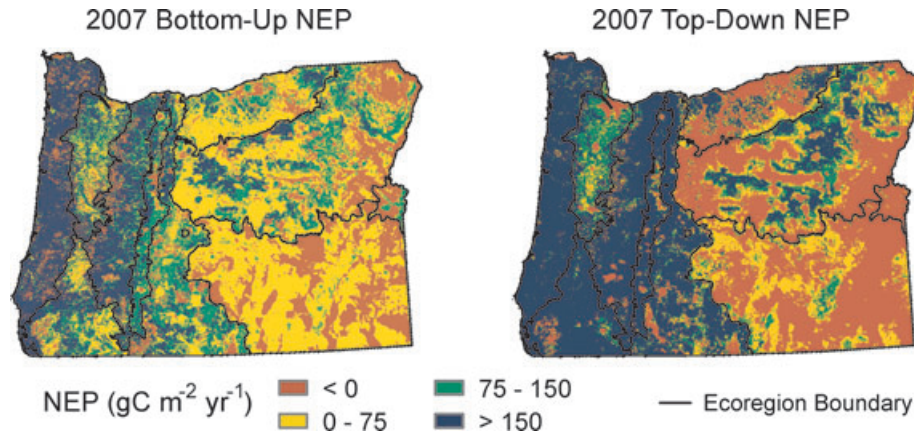 2007 Bottom-Up NEP
2007 Top-Down NEP
NEP (gC m⁻² yr⁻¹)
< 0
0 - 75
75 - 150
> 150
Ecoregion Boundary